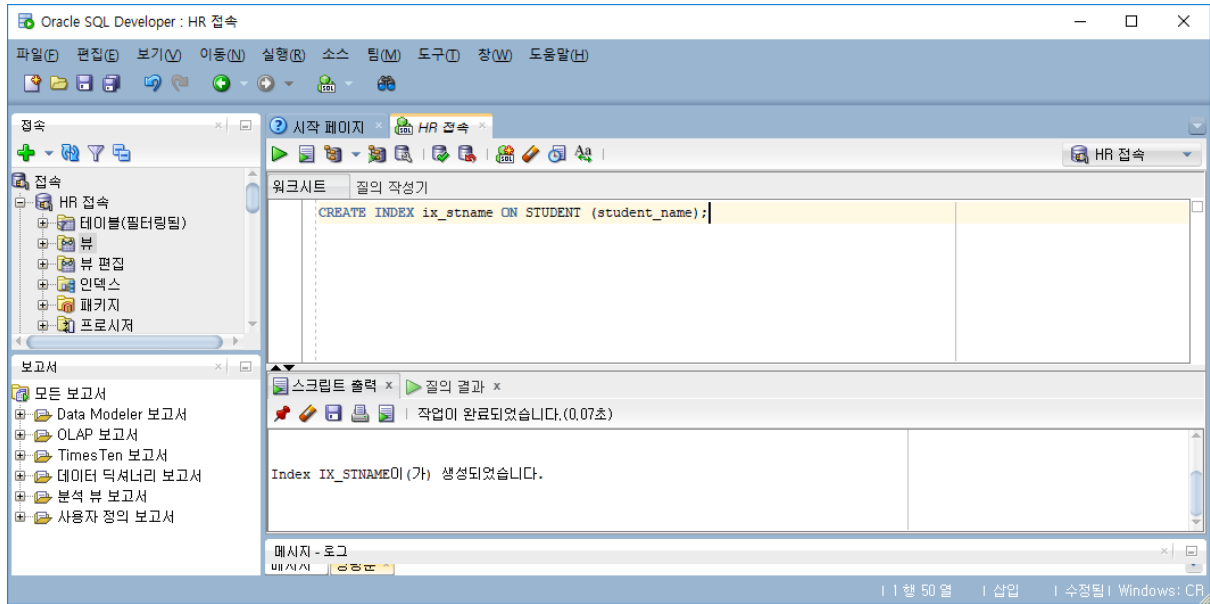 Oracle SQL Developer : HR 접속
파일(F) 편집(E) 보기(V) 이동(N) 실행(R) 소스 팀(M) 도구(T) 창(W) 도움말(H)
접속
접속
HR 접속
테이블(필터링됨)
뷰
뷰 편집
인덱스
패키지
프로시저
보고서
모든 보고서
Data Modeler 보고서
OLAP 보고서
TimesTen 보고서
데이터 딕셔너리 보고서
분석 뷰 보고서
사용자 정의 보고서
시작 페이지 HR 접속
HR 접속
워크시트 질의 작성기
CREATE INDEX ix_stname ON STUDENT (student_name);
스크립트 출력 질의 결과
작업이 완료되었습니다.(0,07초)
Index IX_STNAME이(가) 생성되었습니다.
메시지 - 로그
메시지
1 행 50 열 삽입 수정됨 Windows: CR